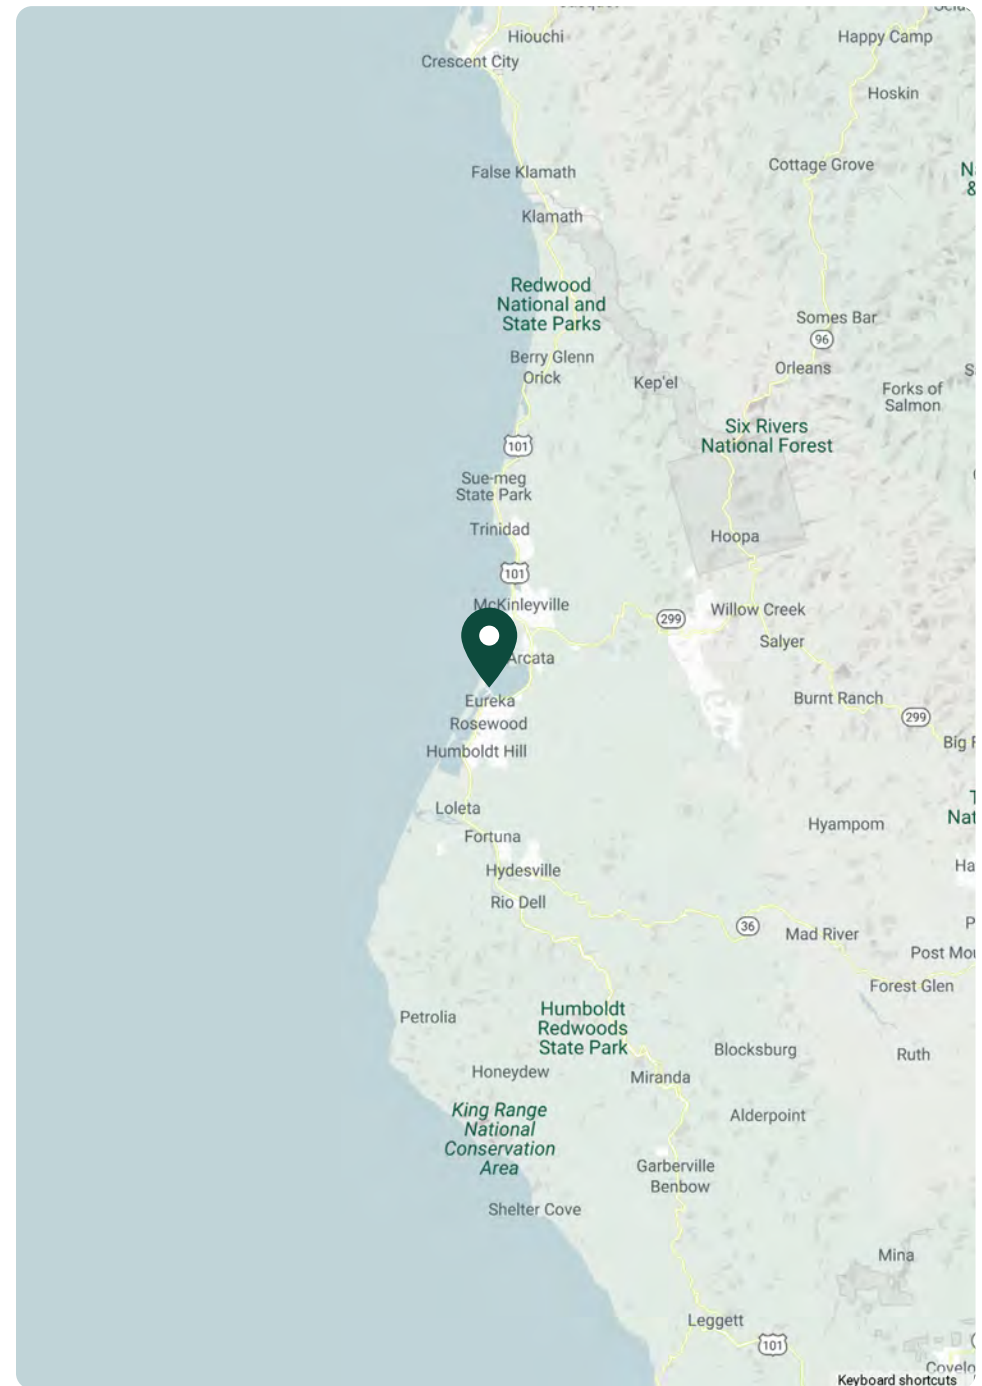 Hiouchi
Happy Camp
Crescent City
Hoskin
Cottage Grove
False Klamath
Klamath
Redwood
National and
State Parks
Somes Bar
96
Berry Glenn
Orick
Orleans
Kep'el
Forks of
Salmon
Six Rivers
National Forest
101
Sue-meg
State Park
Trinidad
Hoopa
101
McKinleyville
Willow Creek
299
Salyer
Arcata
Eureka
Burnt Ranch
299
Rosewood
Big
Humboldt Hill
Loleta
Hyampom
Fortuna
Hydesville
Rio Dell
36
Mad River
Forest Glen
Petrolia
Humboldt
Redwoods
State Park
Blocksburg
Ruth
Honeydew
Miranda
King Range
National
Conservation
Area
Alderpoint
Garberville
Benbow
Shelter Cove
Mina
Leggett
101
Keyboard shortcuts